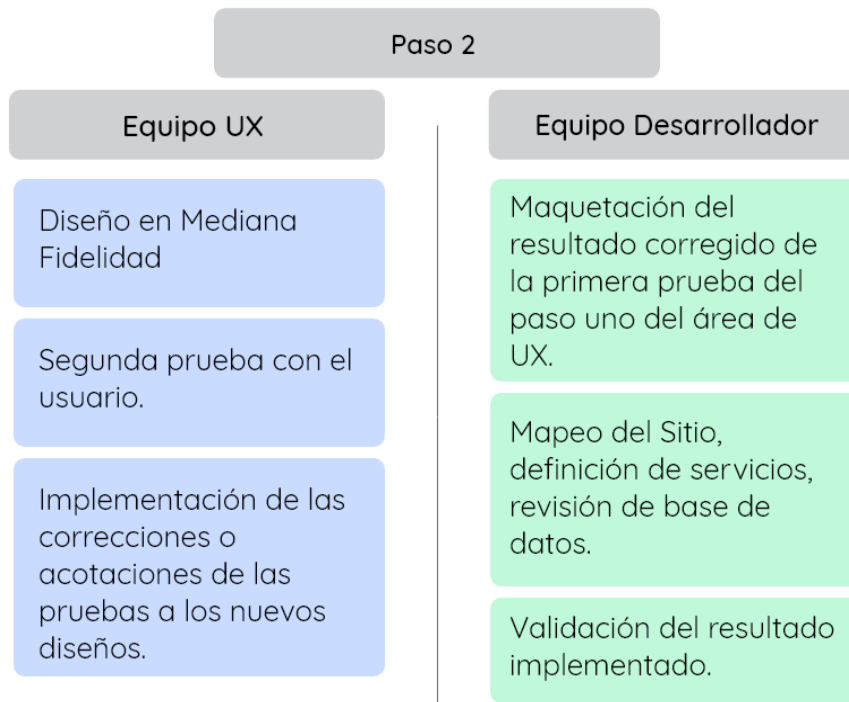 Paso 2
Equipo UX
Diseño en Mediana
Fidelidad
Segunda prueba con el
usuario.
Implementación de las
correcciones o
acotaciones de las
pruebas a los nuevos
diseños.
Equipo Desarrollador
Maquetación del
resultado corregido de
la primera prueba del
paso uno del área de
UX.
Mapeo del Sitio,
definición de servicios,
revisión de base de
datos.
Validación del resultado
implementado.